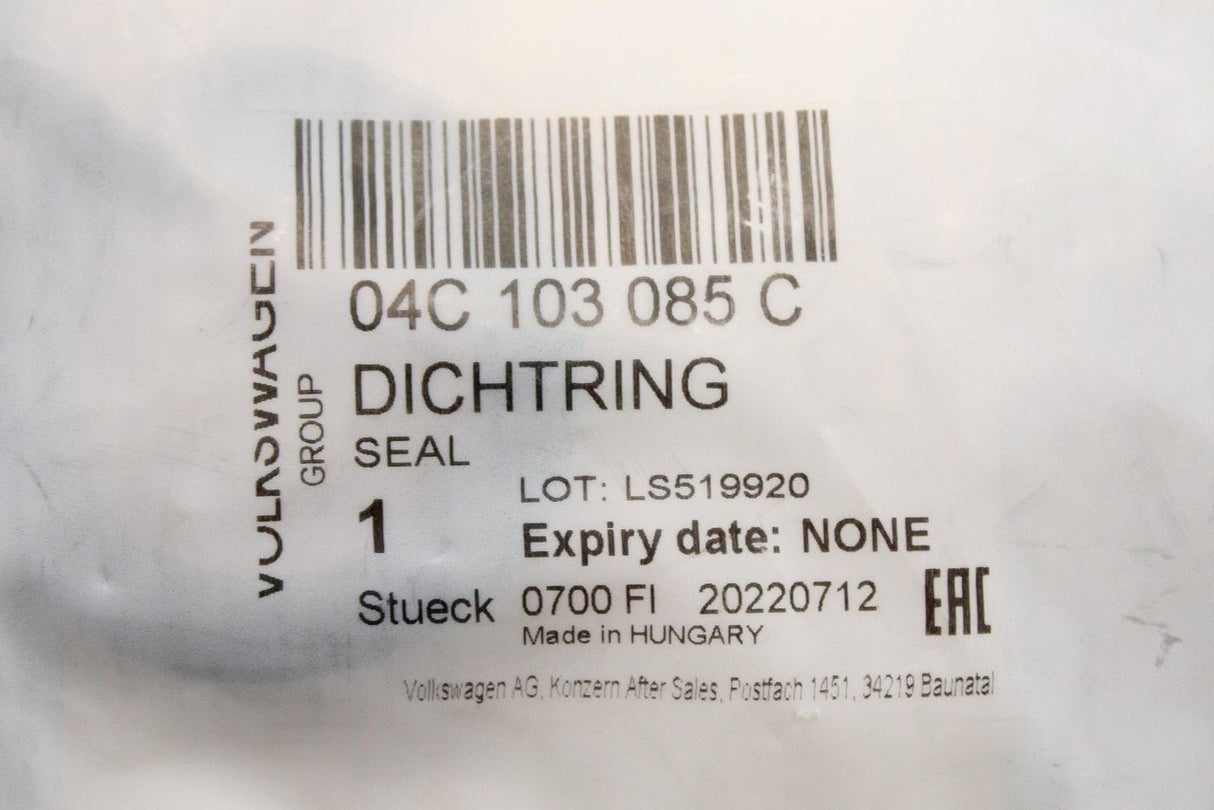 VOLKSWAGEN
GROUP
04C 103 085 C
DICHTRING
SEAL
LOT: LS519920
1
Expiry date: NONE
Stueck
0700 FI 20220712
EAC
Made in HUNGARY
Volkswagen AG, Konzern After Sales, Postfach 1451, 34219 Baunatal